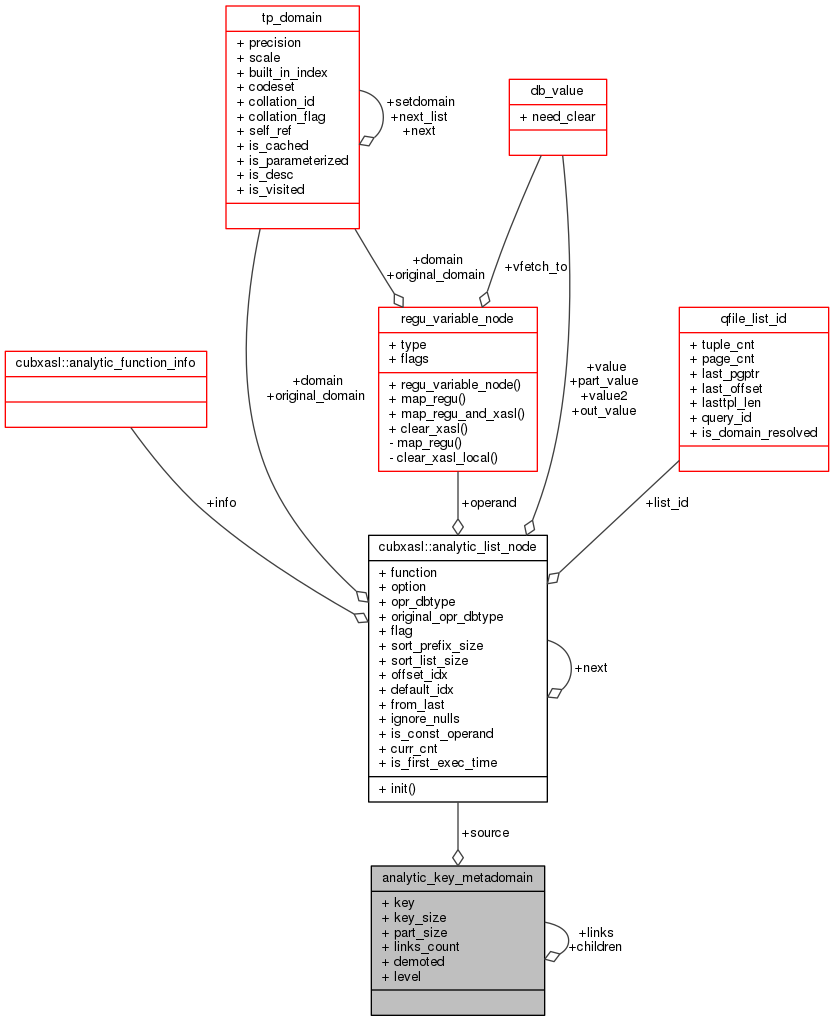 tp_domain
+ precision
+ scale
+ built_in_index
+ codeset
+ collation_id
+ collation_flag
+ self_ref
+ is_cached
+ is_parameterized
+ is_desc
+ is_visited
+setdomain
+next_list
+next
db_value
+ need_clear
+domain
+original_domain
+vfetch_to
cubxasl::analytic_function_info
+domain
+original_domain
regu_variable_node
+ type
+ flags
+ regu_variable_node()
+ map_regu()
+ map_regu_and_xasl()
+ clear_xasl()
- map_regu()
- clear_xasl_local()
+value
+part_value
+value2
+out_value
qfile_list_id
+ tuple_cnt
+ page_cnt
+ last_pgptr
+ last_offset
+ lasttpl_len
+ query_id
+ is_domain_resolved
+info
+operand
+list_id
cubxasl::analytic_list_node
+ function
+ option
+ opr_dbtype
+ original_opr_dbtype
+ flag
+ sort_prefix_size
+ sort_list_size
+ offset_idx
+ default_idx
+ from_last
+ ignore_nulls
+ is_const_operand
+ curr_cnt
+ is_first_exec_time
+ init()
+next
+source
analytic_key_metadomain
+ key
+ key_size
+ part_size
+ links_count
+ demoted
+ level
+links
+children